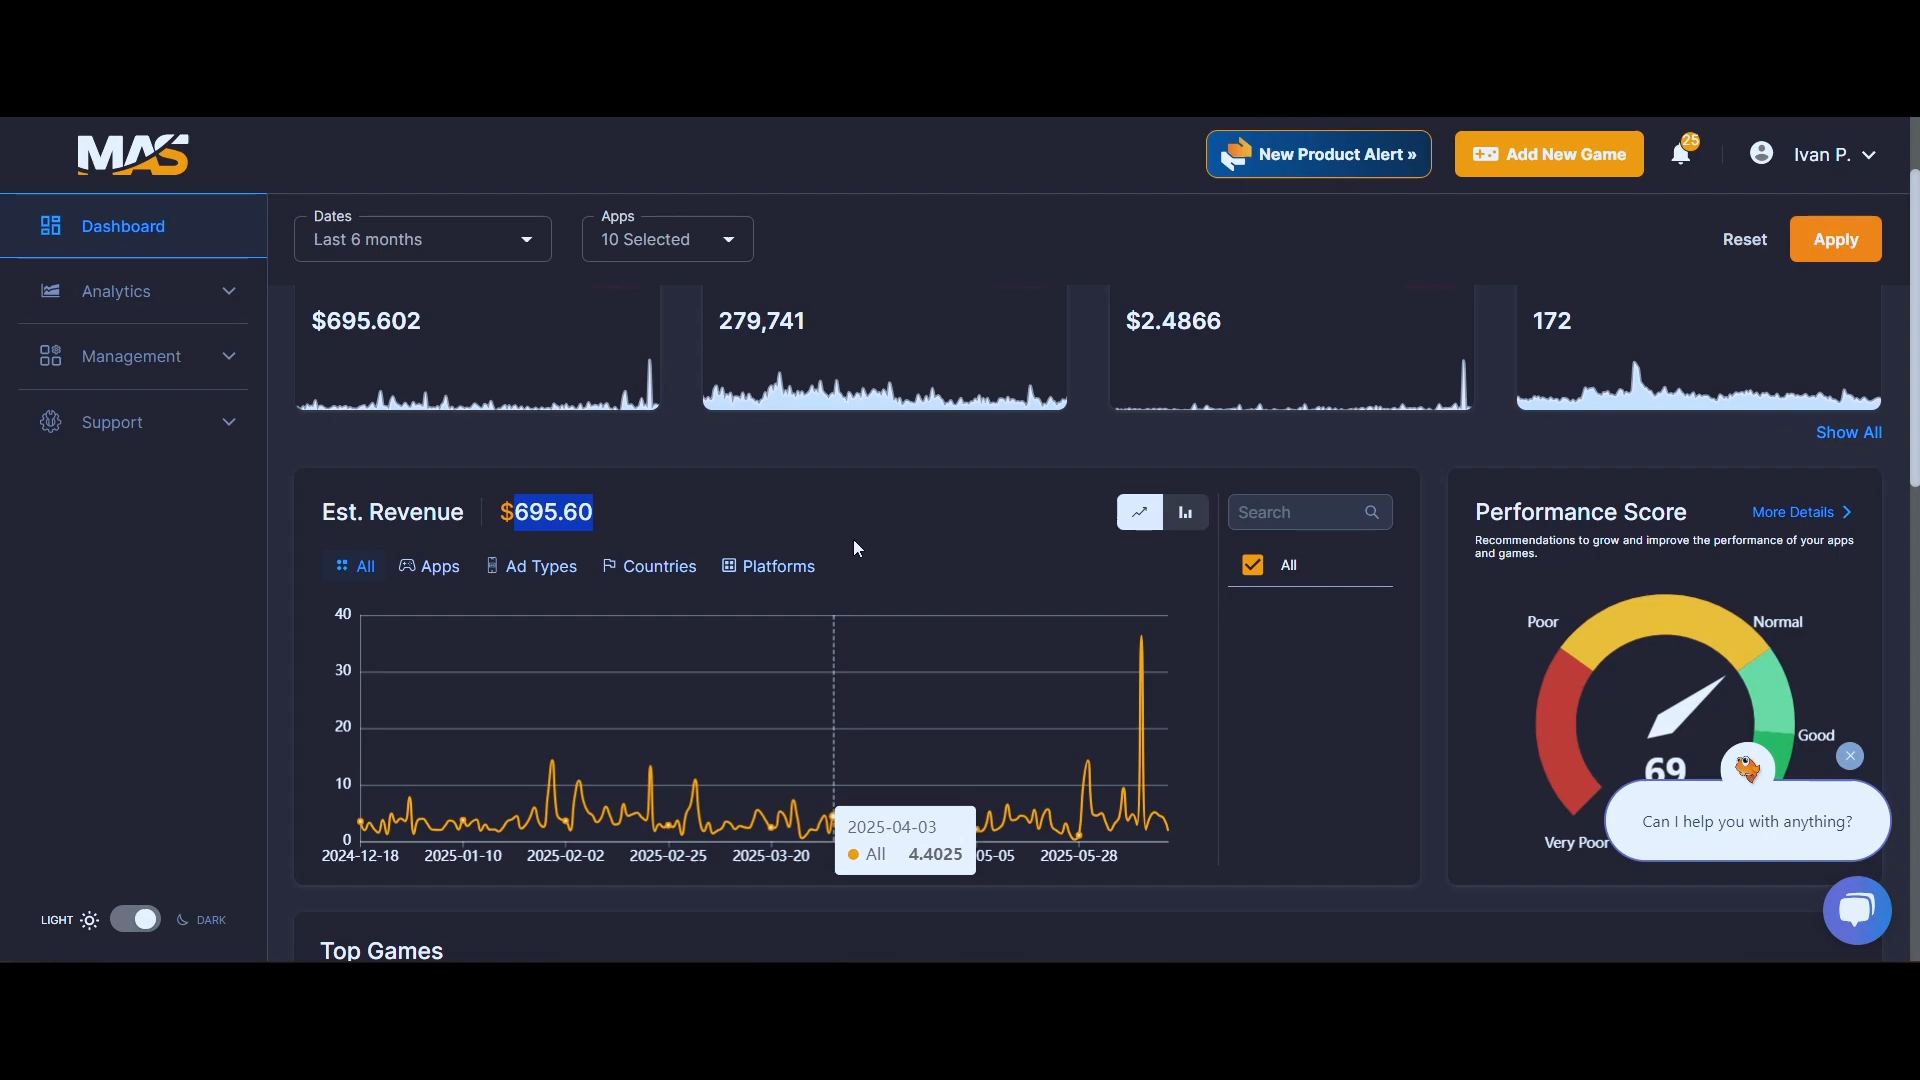 MAS
New Product Alert »
Add New Game
25
Ivan P.
Dashboard
Analytics
Management
Support
LIGHT
DARK
Dates
Last 6 months
Apps
10 Selected
Reset
Apply
$695.602
279,741
$2.4866
172
Show All
Est. Revenue
$695.60
Search
All
Apps
Ad Types
Countries
Platforms
All
40
30
20
10
0
2024-12-18
2025-01-10
2025-02-02
2025-02-25
2025-03-20
05-05
2025-05-28
2025-04-03
All 4.4025
Performance Score
More Details
Recommendations to grow and improve the performance of your apps
and games.
Poor
Normal
Good
69
Very Poor
Can I help you with anything?
Top Games